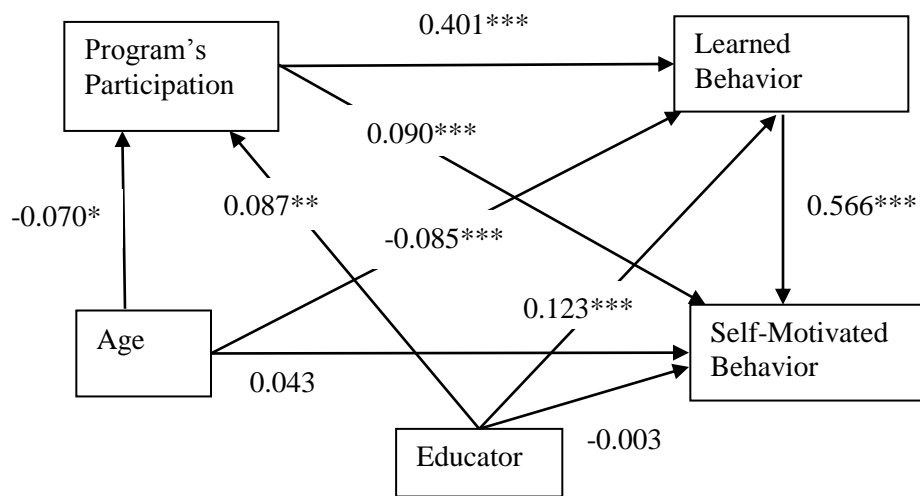 0.401***
Program’s
Participation
Learned
Behavior
0.090***
-0.070*
0.087**
-0.085***
0.566***
0.123***
Age
0.043
Self-Motivated
Behavior
-0.003
Educator